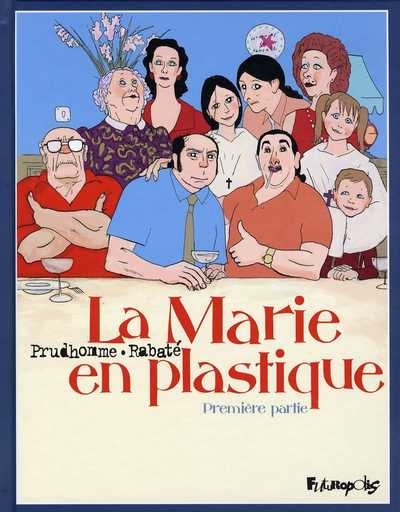 La Marie
Prudhomme • Rabaté
en plastique
Première partie
Futuropolis